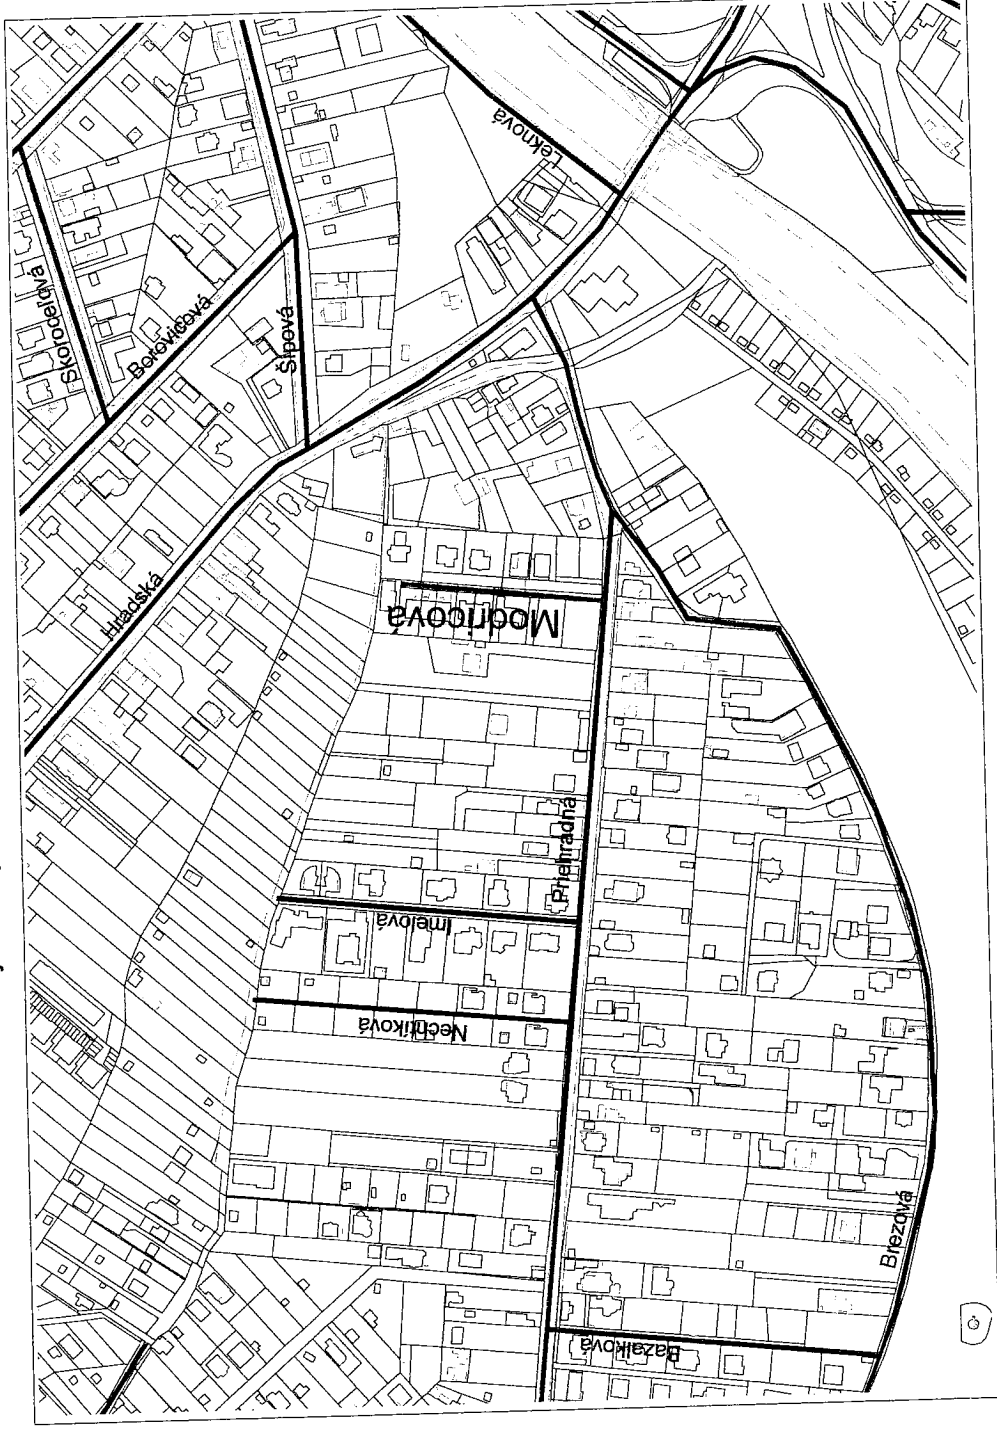 Skorocelová
Borovicová
Šípová
Leknová
Hradská
Modricová
Priehradná
Imelová
Nechtíková
Brezová
Bazalková